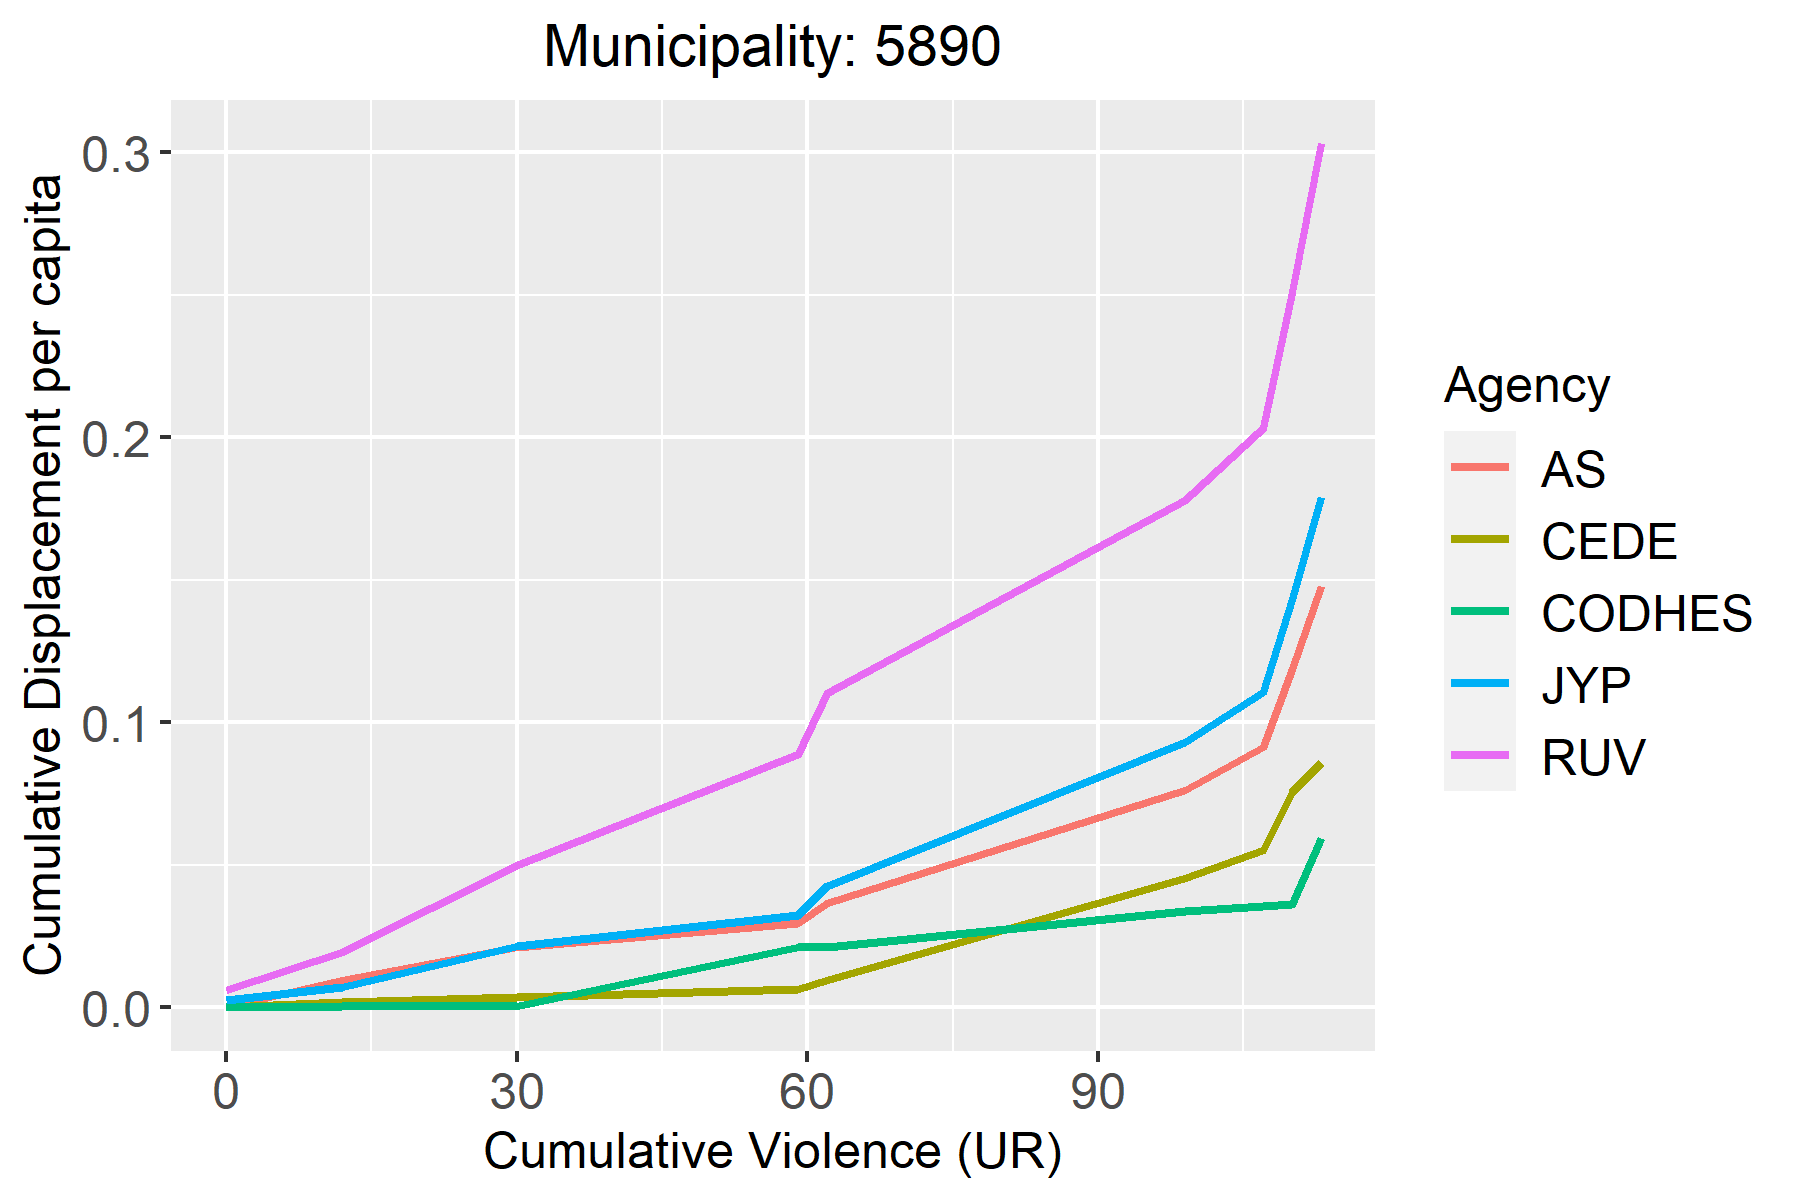 Municipality: 5890
Cumulative Displacement per capita
0.3
0.2
0.1
0.0
0
30
60
90
Cumulative Violence (UR)
Agency
AS
CEDE
CODHES
JYP
RUV